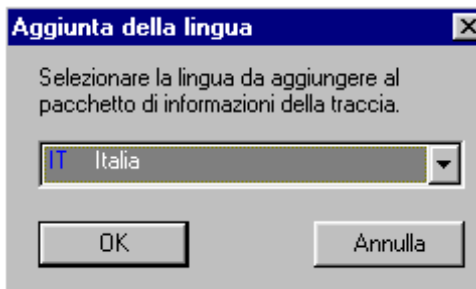 Aggiunta della lingua
Selezionare la lingua da aggiungere al
pacchetto di informazioni della traccia.
IT Italia
OK Annulla